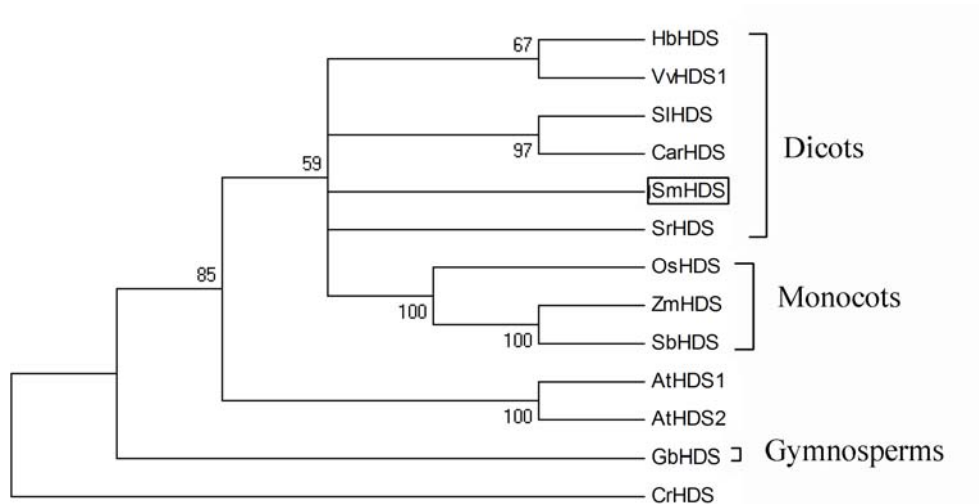 HbHDS
67
VvHDS1
SlHDS
97
CarHDS
Dicots
59
SmHDS
SrHDS
85
OsHDS
100
ZmHDS
Monocots
100
SbHDS
AtHDS1
100
AtHDS2
GbHDS
Gymnosperms
CrHDS